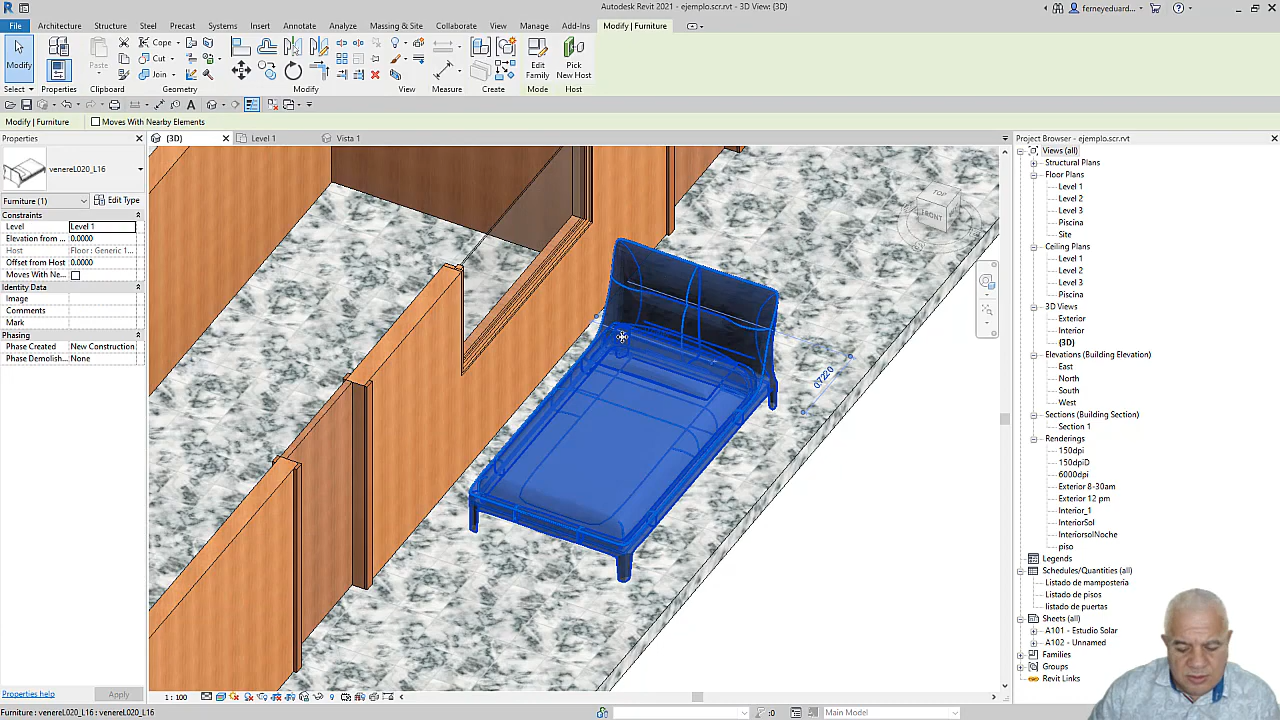 Autodesk Revit 2021 - ejemplo.scr.rvt - 3D View: {3D}
ferneyeduard...
File Architecture Structure Steel Precast Systems Insert Annotate Analyze Massing & Site Collaborate View Manage Add-Ins Modify | Furniture
Modify
Paste
Cope
Cut
Join
Edit Family
Pick New Host
Select Properties Clipboard Geometry Modify View Measure Create Mode Host
Modify | Furniture Moves With Nearby Elements
Properties
{3D} Level 1 Vista 1
Project Browser - ejemplo.scr.rvt
venereL020_L16
Furniture (1) Edit Type
Constraints
Level Level 1
Elevation from ... 0.0000
Host Floor : Generic 1...
Offset from Host 0.0000
Moves With Ne...
Identity Data
Image
Comments
Mark
Phasing
Phase Created New Construction
Phase Demolish... None
TOP
FRONT
0.7220
Views (all)
Structural Plans
Floor Plans
Level 1
Level 2
Level 3
Piscina
Site
Ceiling Plans
Level 1
Level 2
Level 3
Piscina
3D Views
Exterior
Interior
{3D}
Elevations (Building Elevation)
East
North
South
West
Sections (Building Section)
Section 1
Renderings
150dpi
150dpiD
6000dpi
Exterior 8-30am
Exterior 12 pm
Interior_1
InteriorSol
InteriorsolNoche
piso
Legends
Schedules/Quantities (all)
Listado de mamposteria
Listado de pisos
Listado de puertas
Sheets (all)
A101 - Estudio Solar
A102 - Unnamed
Families
Groups
Revit Links
Properties help Apply
1 : 100
Furniture : venereL020_L16 : venereL020_L16
:0
Main Model